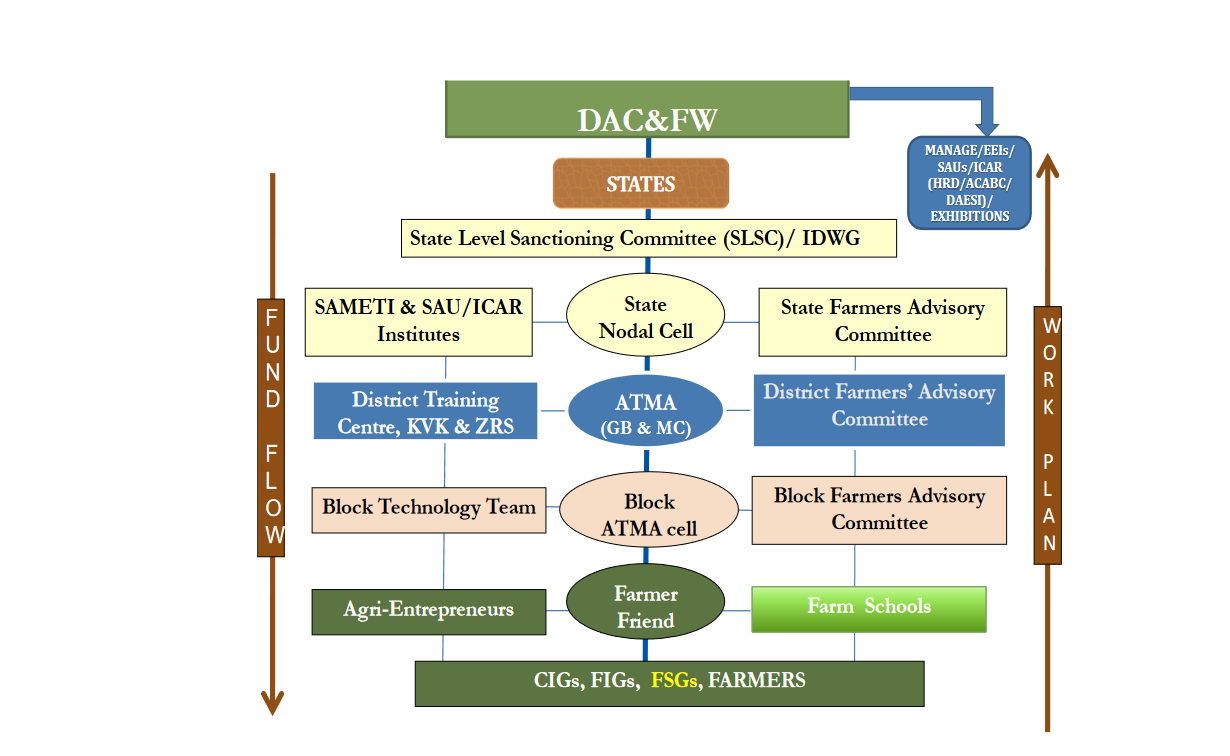 DAC&FW
MANAGE/EEIs/
SAUs/ICAR
(HRD/ACABC/
DAESI)/
EXHIBITIONS
STATES
State Level Sanctioning Committee (SLSC)/ IDWG
SAMETI & SAU/ICAR
Institutes
State
Nodal Cell
State Farmers Advisory
Committee
District Training
Centre, KVK & ZRS
ATMA
(GB & MC)
District Farmers’ Advisory
Committee
Block Technology Team
Block
ATMA cell
Block Farmers Advisory
Committee
Agri-Entrepreneurs
Farmer
Friend
Farm Schools
CIGs, FIGs, FSGs, FARMERS
FUND FLOW
WORK PLAN